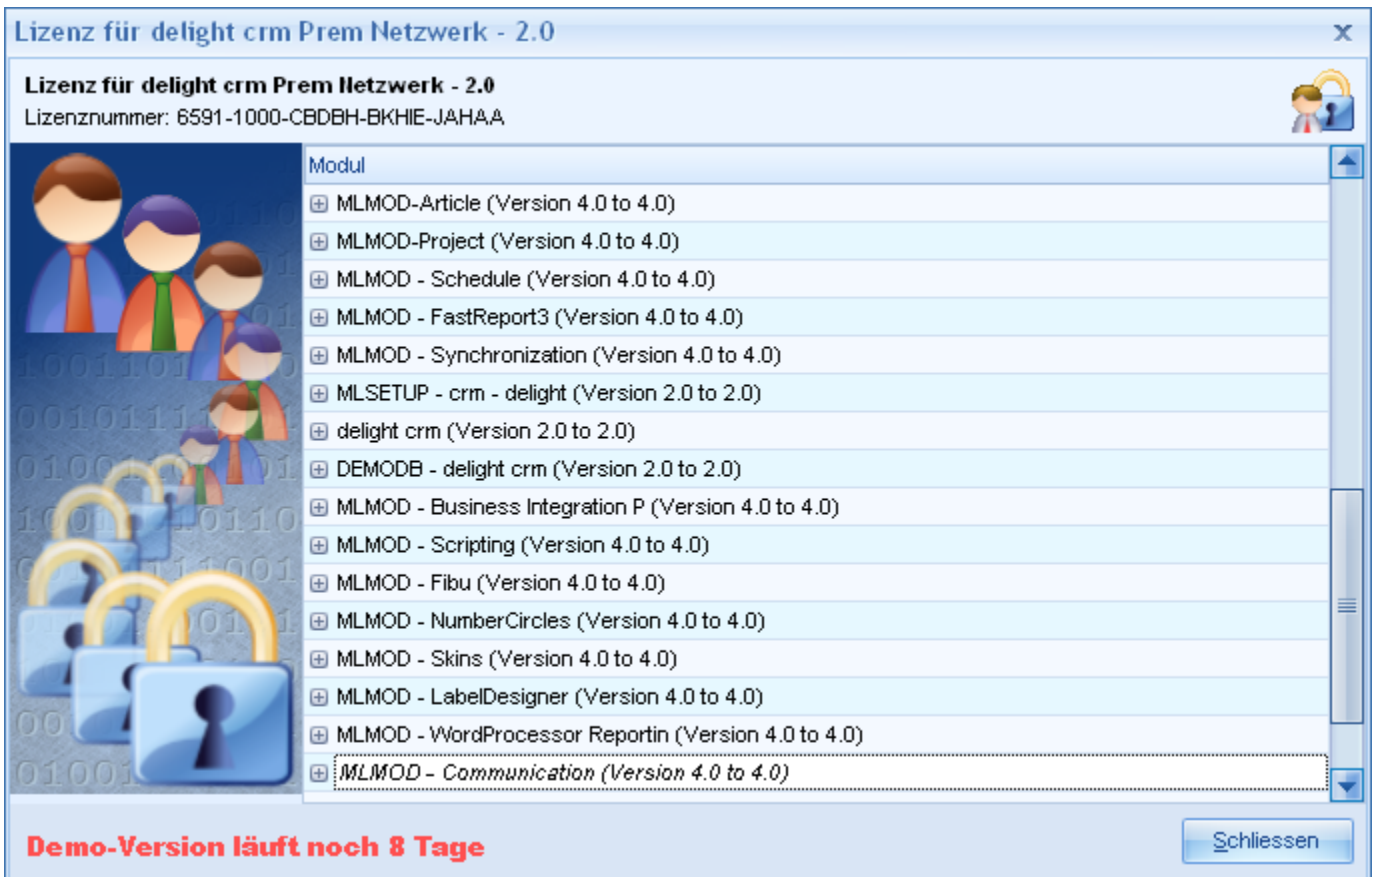 Lizenz für delight crm Prem Netzwerk - 2.0
Lizenz für delight crm Prem Netzwerk - 2.0
Lizenznummer: 6591-1000-CBDBH-BKHIE-JAHAA
Modul
MLMOD-Article (Version 4.0 to 4.0)
MLMOD-Project (Version 4.0 to 4.0)
MLMOD - Schedule (Version 4.0 to 4.0)
MLMOD - FastReport3 (Version 4.0 to 4.0)
MLMOD - Synchronization (Version 4.0 to 4.0)
MLSETUP - crm - delight (Version 2.0 to 2.0)
delight crm (Version 2.0 to 2.0)
DEMODB - delight crm (Version 2.0 to 2.0)
MLMOD - Business Integration P (Version 4.0 to 4.0)
MLMOD - Scripting (Version 4.0 to 4.0)
MLMOD - Fibu (Version 4.0 to 4.0)
MLMOD - NumberCircles (Version 4.0 to 4.0)
MLMOD - Skins (Version 4.0 to 4.0)
MLMOD - LabelDesigner (Version 4.0 to 4.0)
MLMOD - WordProcessor Reportin (Version 4.0 to 4.0)
MLMOD - Communication (Version 4.0 to 4.0)
Demo-Version läuft noch 8 Tage
Schliessen